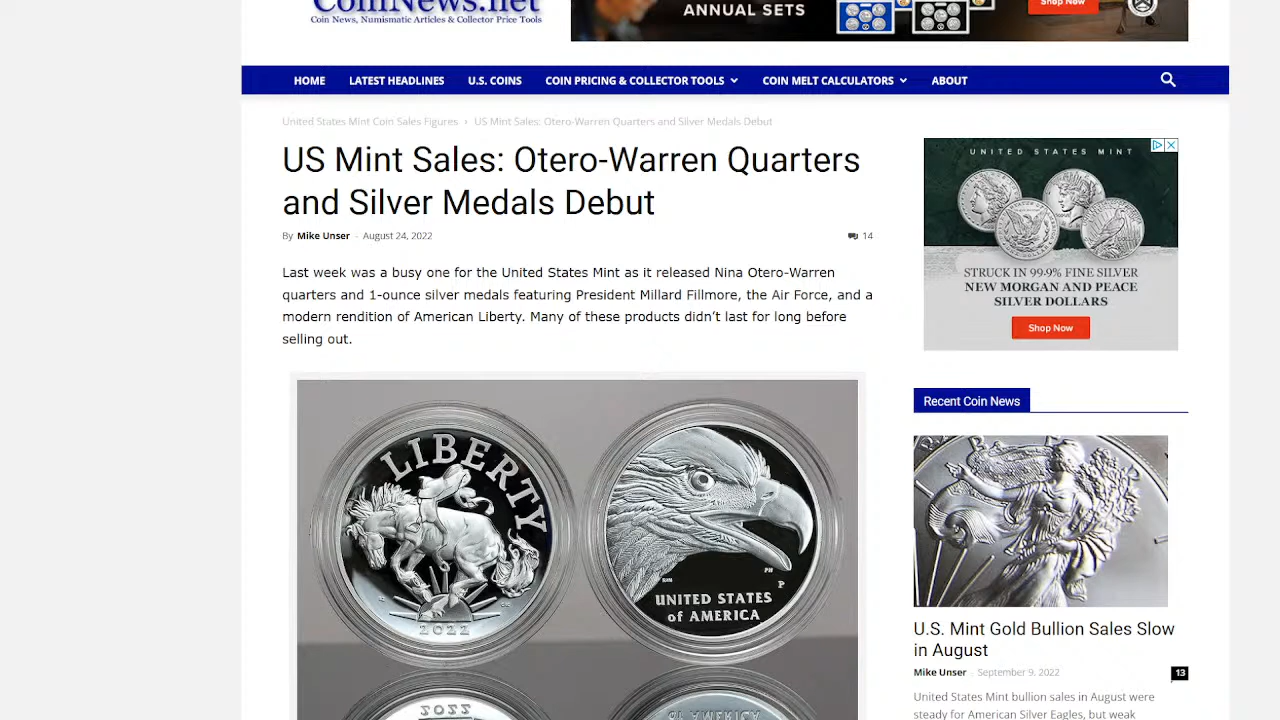 CoinNews.net
Coin News, Numismatic Articles & Collector Price Tools
ANNUAL SETS
Shop Now
HOME
LATEST HEADLINES
U.S. COINS
COIN PRICING & COLLECTOR TOOLS
COIN MELT CALCULATORS
ABOUT
United States Mint Coin Sales Figures › US Mint Sales: Otero-Warren Quarters and Silver Medals Debut
US Mint Sales: Otero-Warren Quarters
and Silver Medals Debut
By Mike Unser - August 24, 2022
14
Last week was a busy one for the United States Mint as it released Nina Otero-Warren
quarters and 1-ounce silver medals featuring President Millard Fillmore, the Air Force, and a
modern rendition of American Liberty. Many of these products didn't last for long before
selling out.
LIBERTY
2022
UNITED STATES
of AMERICA
P
UNITED STATES MINT
STRUCK IN 99.9% FINE SILVER
NEW MORGAN AND PEACE
SILVER DOLLARS
Shop Now
Recent Coin News
U.S. Mint Gold Bullion Sales Slow
in August
Mike Unser - September 9, 2022
13
United States Mint bullion sales in August were
steady for American Silver Eagles, but weak